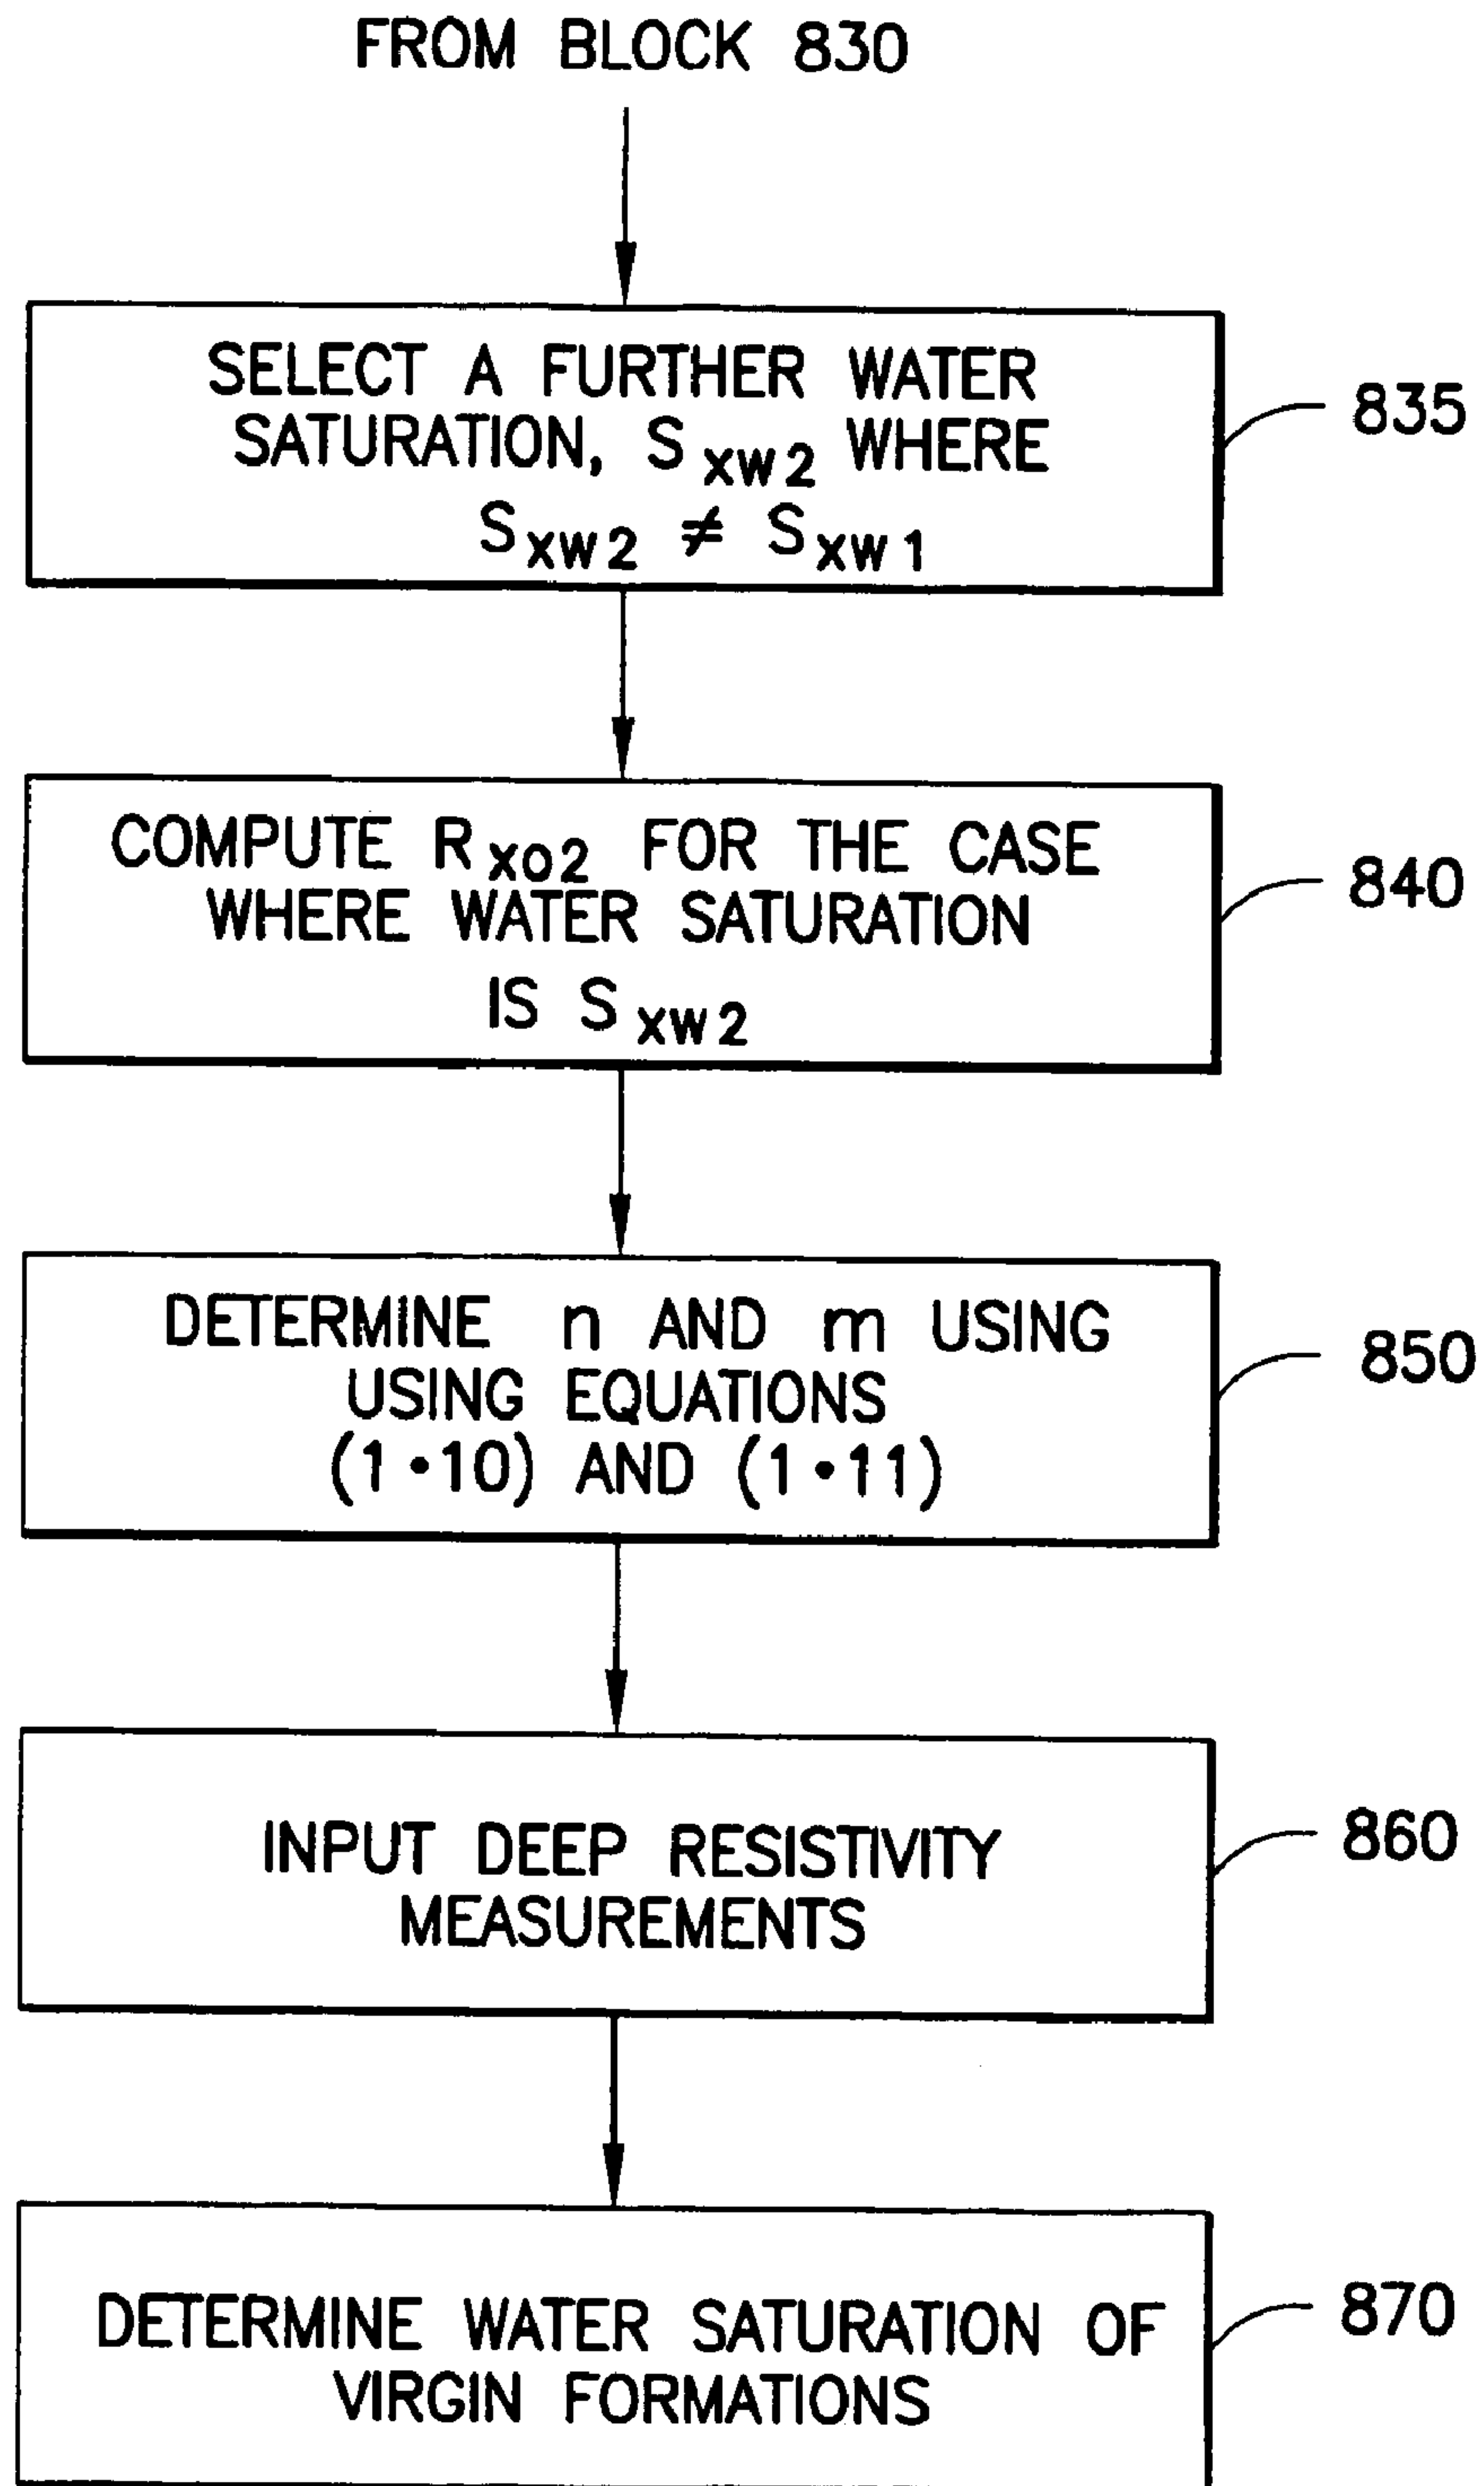 FROM BLOCK 830
SELECT A FURTHER WATER
SATURATION, S xw2 WHERE
S xw2 ≠ S xw1
835
COMPUTE R xo2 FOR THE CASE
WHERE WATER SATURATION
IS S xw2
840
DETERMINE n AND m USING
USING EQUATIONS
(1•10) AND (1•11)
850
INPUT DEEP RESISTIVITY
MEASUREMENTS
860
DETERMINE WATER SATURATION OF
VIRGIN FORMATIONS
870